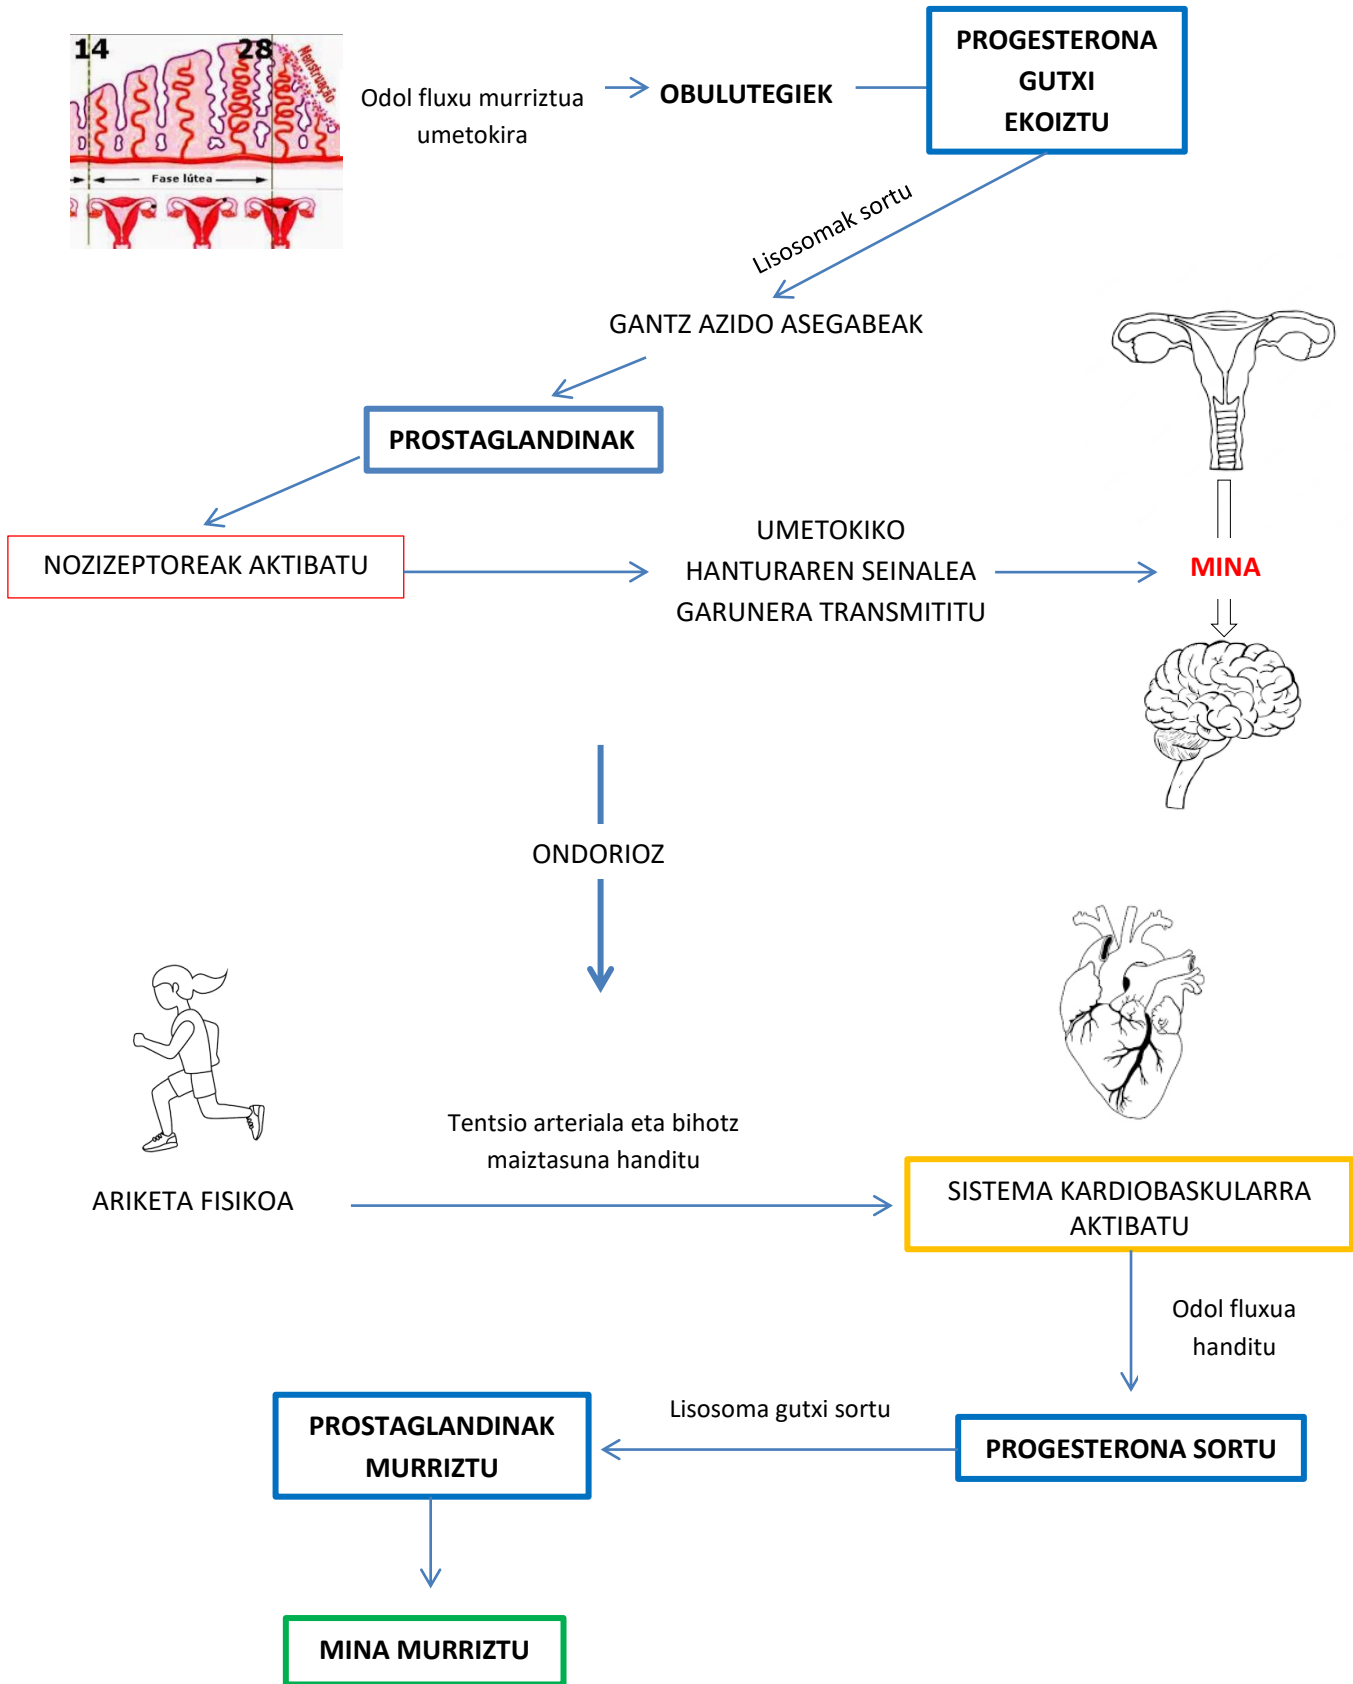 14
28
Menstruação
Fase lútea
Odol fluxu murriztua
umetokira
OBULUTEGIEK
PROGESTERONA
GUTXI
EKOIZTU
Lisosomak sortu
GANTZ AZIDO ASEGABEAK
PROSTAGLANDINAK
NOZIZEPTOREAK AKTIBATU
UMETOKIKO
HANTURAREN SEINALEA
GARUNERA TRANSMITITU
MINA
ONDORIOZ
ARIKETA FISIKOA
Tentsio arteriala eta bihotz
maiztasuna handitu
SISTEMA KARDIOBASKULARRA
AKTIBATU
Odol fluxua
handitu
PROGESTERONA SORTU
Lisosoma gutxi sortu
PROSTAGLANDINAK
MURRIZTU
MINA MURRIZTU